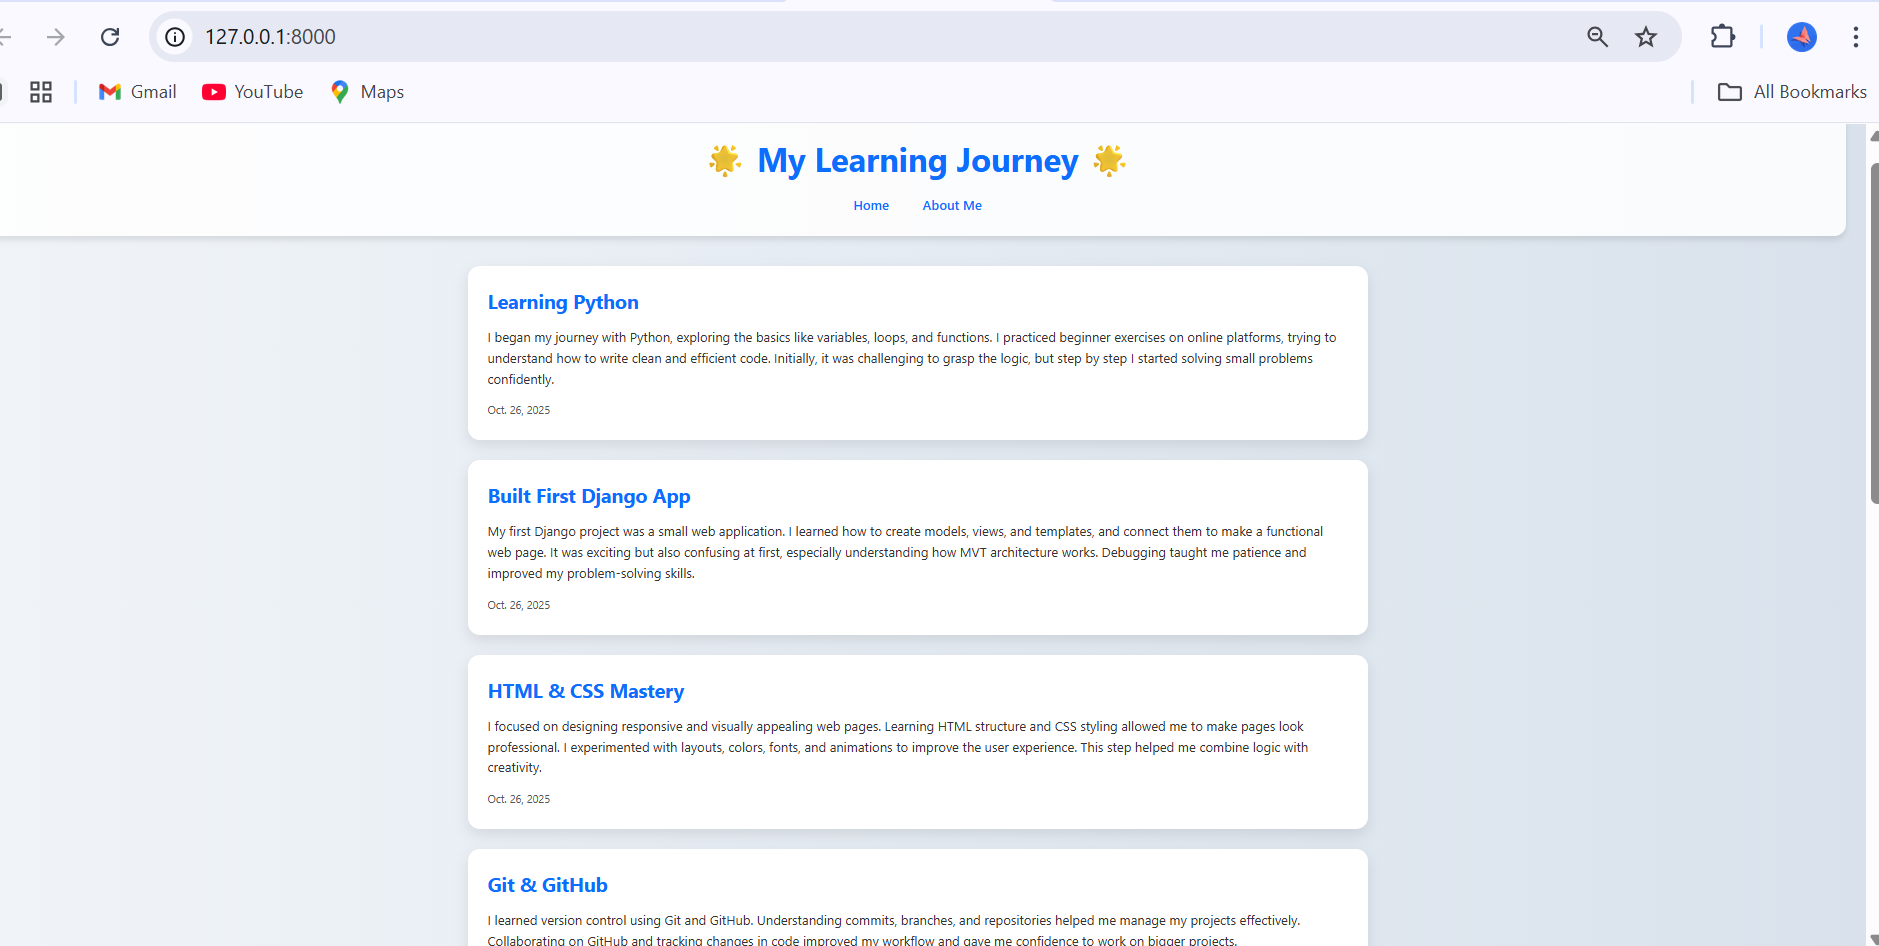 127.0.0.1:8000
Gmail YouTube Maps All Bookmarks
My Learning Journey
Home About Me
Learning Python
I began my journey with Python, exploring the basics like variables, loops, and functions. I practiced beginner exercises on online platforms, trying to
understand how to write clean and efficient code. Initially, it was challenging to grasp the logic, but step by step I started solving small problems
confidently.
Oct. 26, 2025
Built First Django App
My first Django project was a small web application. I learned how to create models, views, and templates, and connect them to make a functional
web page. It was exciting but also confusing at first, especially understanding how MVT architecture works. Debugging taught me patience and
improved my problem-solving skills.
Oct. 26, 2025
HTML & CSS Mastery
I focused on designing responsive and visually appealing web pages. Learning HTML structure and CSS styling allowed me to make pages look
professional. I experimented with layouts, colors, fonts, and animations to improve the user experience. This step helped me combine logic with
creativity.
Oct. 26, 2025
Git & GitHub
I learned version control using Git and GitHub. Understanding commits, branches, and repositories helped me manage my projects effectively.
Collaborating on GitHub and tracking changes in code improved my workflow and gave me confidence to work on bigger projects.